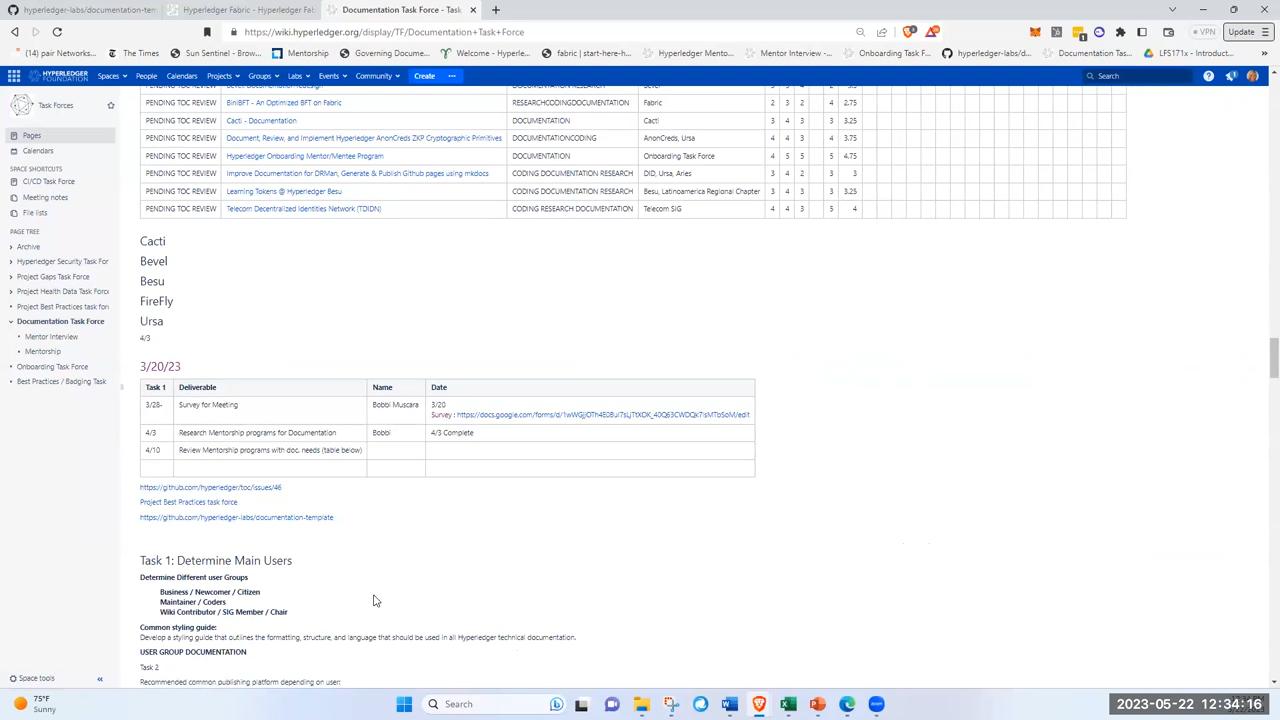 hyperledger-labs/documentation-tem
Hyperledger Fabric - Hyperledger Fab
Documentation Task Force - Task
https://wiki.hyperledger.org/display/TF/Documentation+Task+Force
VPN
Update
(14) pair Networks...
The Times
Sun Sentinel - Brows...
Mentorship
Scoping Docume...
Welcome - Hyperle...
fabric | start-here-h...
Hyperledger Mento...
Mentor Interview -...
Onboarding Task F...
hyperledger-labs/d...
Documentation Tas...
LFS171x - Introduct...
HYPERLEDGER FOUNDATION Spaces People Calendars Projects Groups Labs Events Community Create ... Search
Task Forces
Pages
Calendars
SPACE SHORTCUTS
CI/CD Task Force
Meeting notes
File lists
PAGE TREE
Archive
Hyperledger Security Task For
Project Gaps Task Force
Project Health Data Task Force
Project Best Practices task for
Documentation Task Force
Mentor Interview
Mentorship
Onboarding Task Force
Best Practices / Badging Task
Space tools
PENDING TOC REVIEW BiniBFT - An Optimized BFT on Fabric RESEARCHCODINGDOCUMENTATION Fabric 2 3 2 4 2.75
PENDING TOC REVIEW Cacti - Documentation DOCUMENTATION Cacti 3 4 3 3 3.25
PENDING TOC REVIEW Document, Review, and Implement Hyperledger AnonCreds ZKP Cryptographic Primitives DOCUMENTATIONCODING AnonCreds, Ursa 4 4 3 4 3.75
PENDING TOC REVIEW Hyperledger Onboarding Mentor/Mentee Program DOCUMENTATION Onboarding Task Force 4 5 5 5 4.75
PENDING TOC REVIEW Improve Documentation for DRMan, Generate & Publish Github pages using mkdocs CODING DOCUMENTATION RESEARCH DID, Ursa, Aries 3 4 2 3 3
PENDING TOC REVIEW Learning Tokens @ Hyperledger Besu CODING DOCUMENTATION RESEARCH Besu, Latinoamerica Regional Chapter 3 4 3 3 3.25
PENDING TOC REVIEW Telecom Decentralized Identities Network (TDIDN) CODING RESEARCH DOCUMENTATION Telecom SIG 4 4 3 5 4
Cacti
Bevel
Besu
FireFly
Ursa
4/3
3/20/23
Task 1 Deliverable Name Date
3/28- Survey for Meeting Bobbi Muscara 3/20
Survey :
4/3 Research Mentorship programs for Documentation Bobbi 4/3 Complete
4/10 Review Mentorship programs with doc. needs (table below)
https://github.com/hyperledger/toc/issues/46
Project Best Practices task force
https://github.com/hyperledger-labs/documentation-template
Task 1: Determine Main Users
Determine Different user Groups
Business / Newcomer / Citizen
Maintainer / Coders
Wiki Contributor / SIG Member / Chair
Common styling guide:
Develop a styling guide that outlines the formatting, structure, and language that should be used in all Hyperledger technical documentation.
USER GROUP DOCUMENTATION
Task 2
Recommended common publishing platform depending on user:
75°F
Sunny
Search
2023-05-22 12:34:16